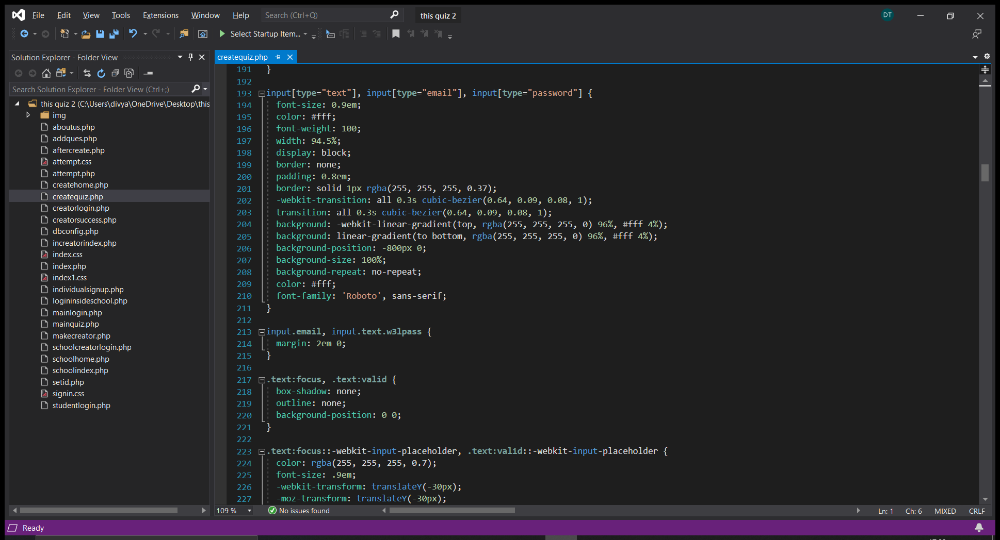 File Edit View Tools Extensions Window Help Search (Ctrl+Q) this quiz 2 DT
Select Startup Item...
Solution Explorer - Folder View
Search Solution Explorer - Folder View (Ctrl+;)
this quiz 2 (C:\Users\divya\OneDrive\Desktop\this
img
aboutus.php
addques.php
aftercreate.php
attempt.css
attempt.php
createhome.php
createquiz.php
creatorlogin.php
creatorsuccess.php
dbconfig.php
increatorindex.php
index.css
index.php
index1.css
individualsignup.php
logininsideschool.php
mainlogin.php
mainquiz.php
makecreator.php
schoolcreatorlogin.php
schoolhome.php
schoolindex.php
setid.php
signin.css
studentlogin.php
createquiz.php
191 }
192
193 input[type="text"], input[type="email"], input[type="password"] {
194 font-size: 0.9em;
195 color: #fff;
196 font-weight: 100;
197 width: 94.5%;
198 display: block;
199 border: none;
200 padding: 0.8em;
201 border: solid 1px rgba(255, 255, 255, 0.37);
202 -webkit-transition: all 0.3s cubic-bezier(0.64, 0.09, 0.08, 1);
203 transition: all 0.3s cubic-bezier(0.64, 0.09, 0.08, 1);
204 background: -webkit-linear-gradient(top, rgba(255, 255, 255, 0) 96%, #fff 4%);
205 background: linear-gradient(to bottom, rgba(255, 255, 255, 0) 96%, #fff 4%);
206 background-position: -800px 0;
207 background-size: 100%;
208 background-repeat: no-repeat;
209 color: #fff;
210 font-family: 'Roboto', sans-serif;
211 }
212
213 input.email, input.text.w3lpass {
214 margin: 2em 0;
215 }
216
217 .text:focus, .text:valid {
218 box-shadow: none;
219 outline: none;
220 background-position: 0 0;
221 }
222
223 .text:focus::-webkit-input-placeholder, .text:valid::-webkit-input-placeholder {
224 color: rgba(255, 255, 255, 0.7);
225 font-size: .9em;
226 -webkit-transform: translateY(-30px);
227 -moz-transform: translateY(-30px);
109 % No issues found Ln: 1 Ch: 6 MIXED CRLF
Ready